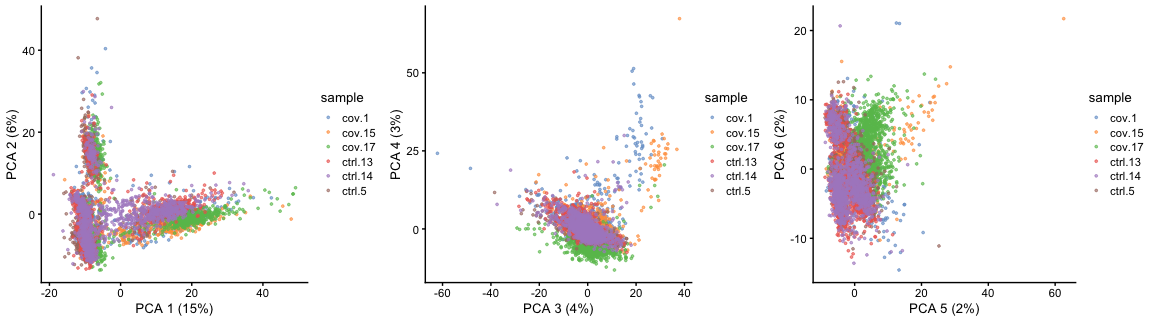 PCA 2 (6%)
40
20
0
-20
0
20
40
PCA 1 (15%)
sample
cov.1
cov.15
cov.17
ctrl.13
ctrl.14
ctrl.5
PCA 4 (3%)
50
25
0
-60
-40
-20
0
20
40
PCA 3 (4%)
sample
cov.1
cov.15
cov.17
ctrl.13
ctrl.14
ctrl.5
PCA 6 (2%)
20
10
0
-10
0
20
40
60
PCA 5 (2%)
sample
cov.1
cov.15
cov.17
ctrl.13
ctrl.14
ctrl.5